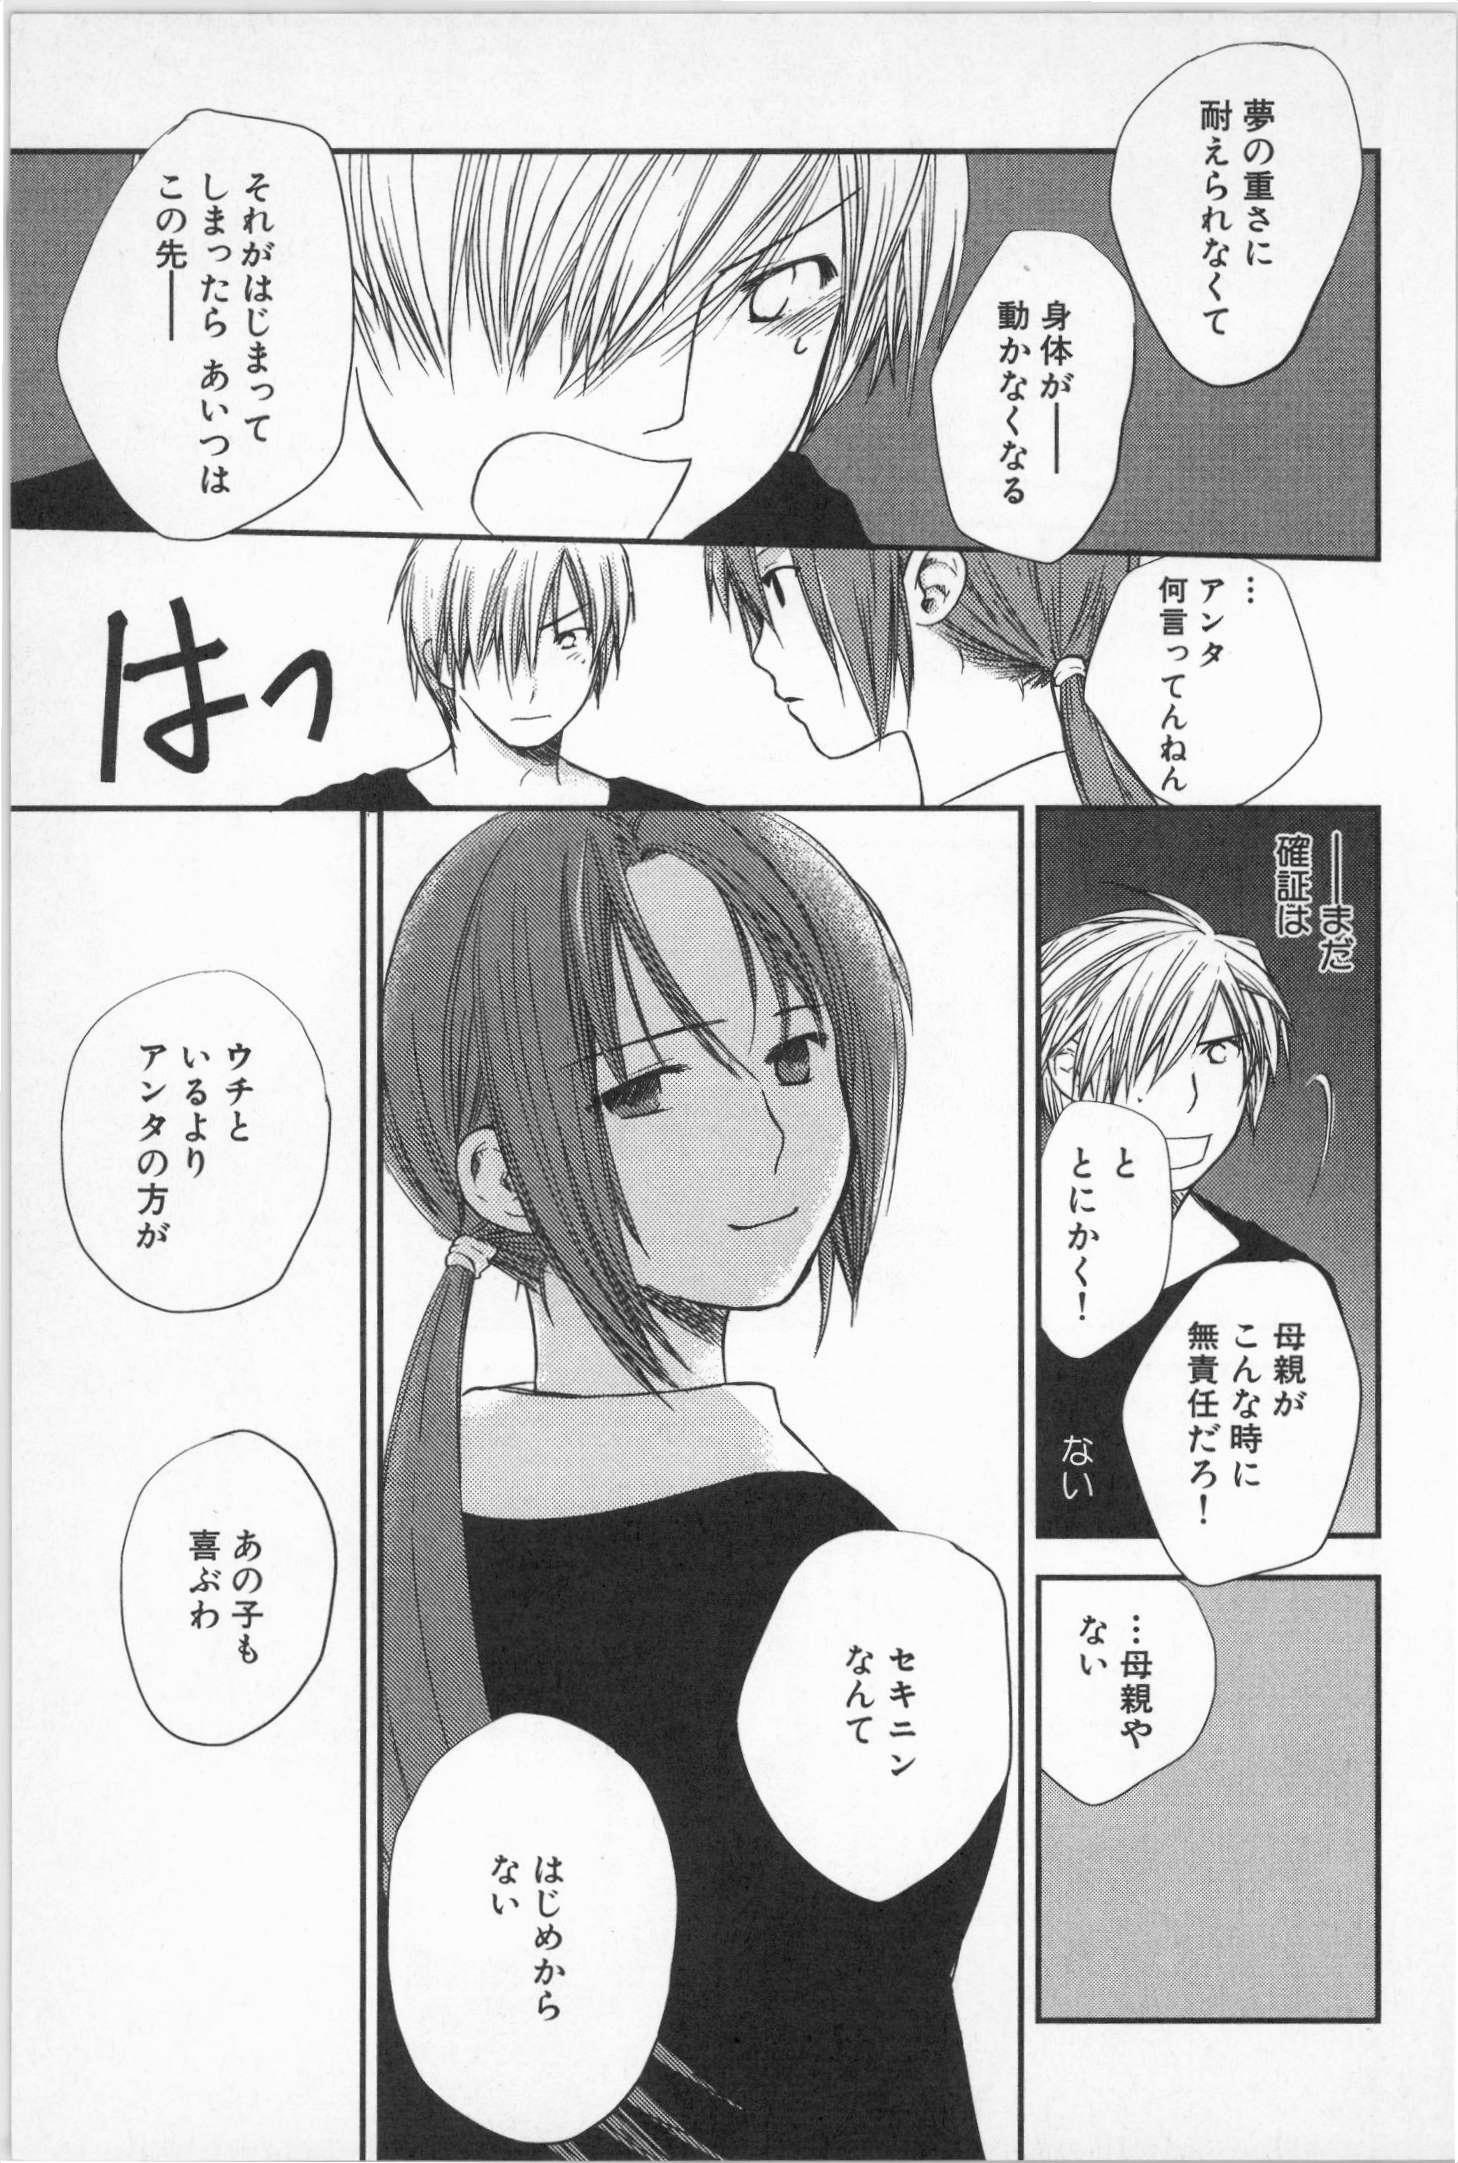 夢の重さに
耐えられなくて
身体が──
動かなくなる
それがはじまって
しまったら あいつは
この先──
…アンタ
何言ってんねん
はっ
──まだ
確証は
と
とにかく！
母親が
こんな時に
無責任だろ！
ない
…母親や
ない
セキニン
なんて
はじめから
ない
ウチと
いるより
アンタの方が
あの子も
喜ぶわ